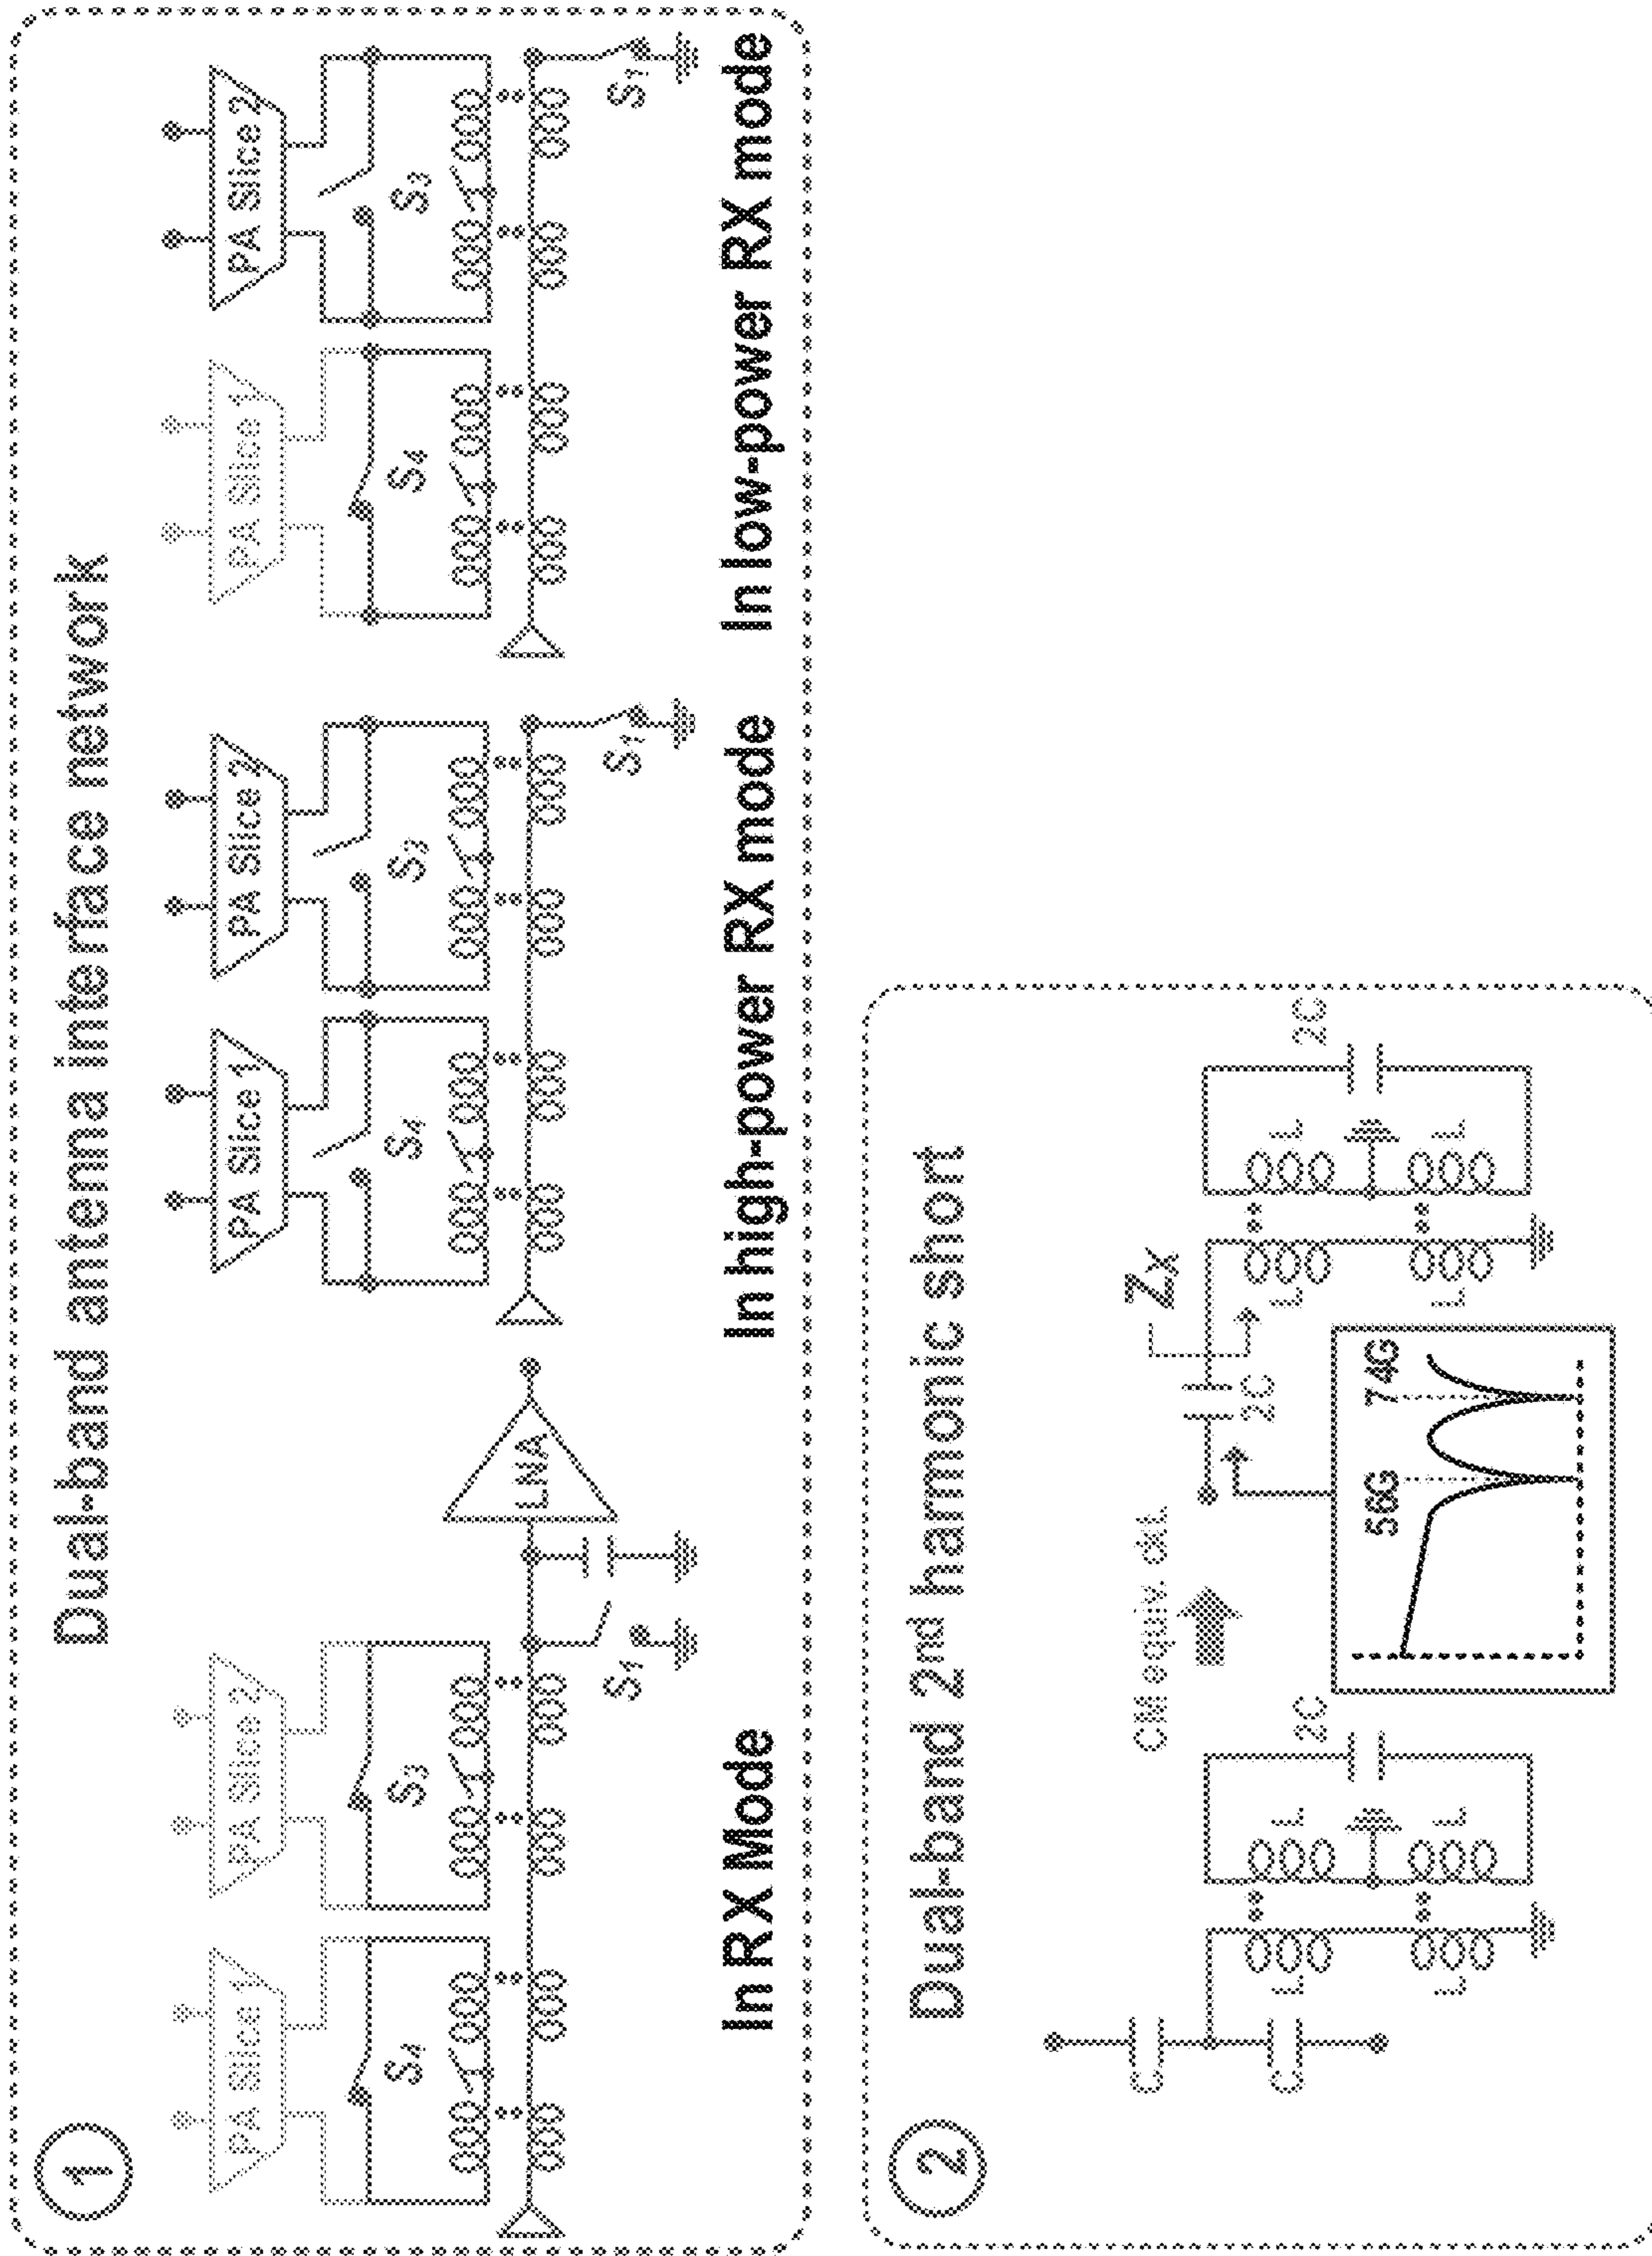 1
Dual-band antenna interface network
PA Slice 1
PA Slice 2
S4
S3
S1
LNA
In RX Mode
PA Slice 1
PA Slice 2
S4
S3
S1
In high-power RX mode
PA Slice 1
PA Slice 2
S4
S3
S1
In low-power RX mode
2
Dual-band 2nd harmonic short
C
C
L
L
L
L
2C
CM equiv. ckt.
2C
Zx
L
L
L
L
2C
56G
74G